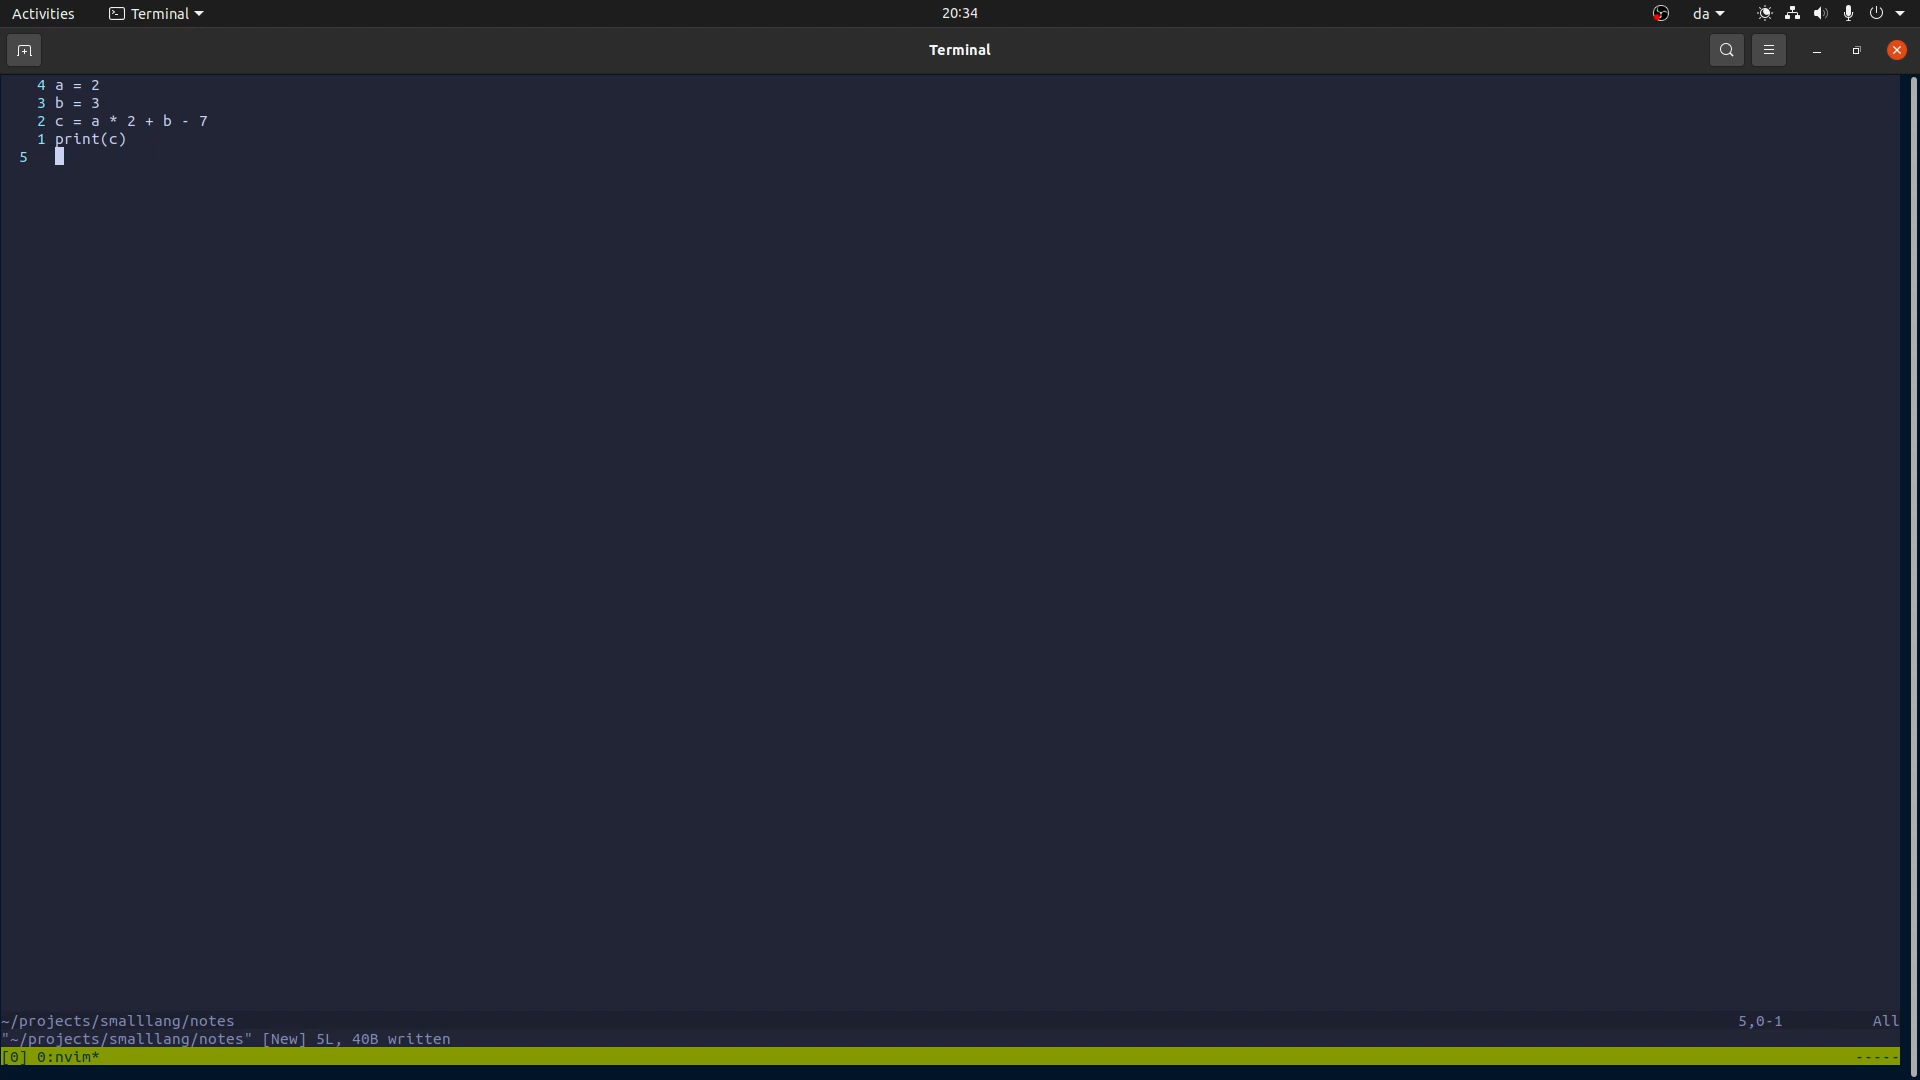 Activities Terminal 20:34 da
Terminal
4 a = 2
3 b = 3
2 c = a * 2 + b - 7
1 print(c)
5
~/projects/smalllang/notes 5,0-1 All
"~/projects/smalllang/notes" [New] 5L, 40B written
[0] 0:nvim* -----